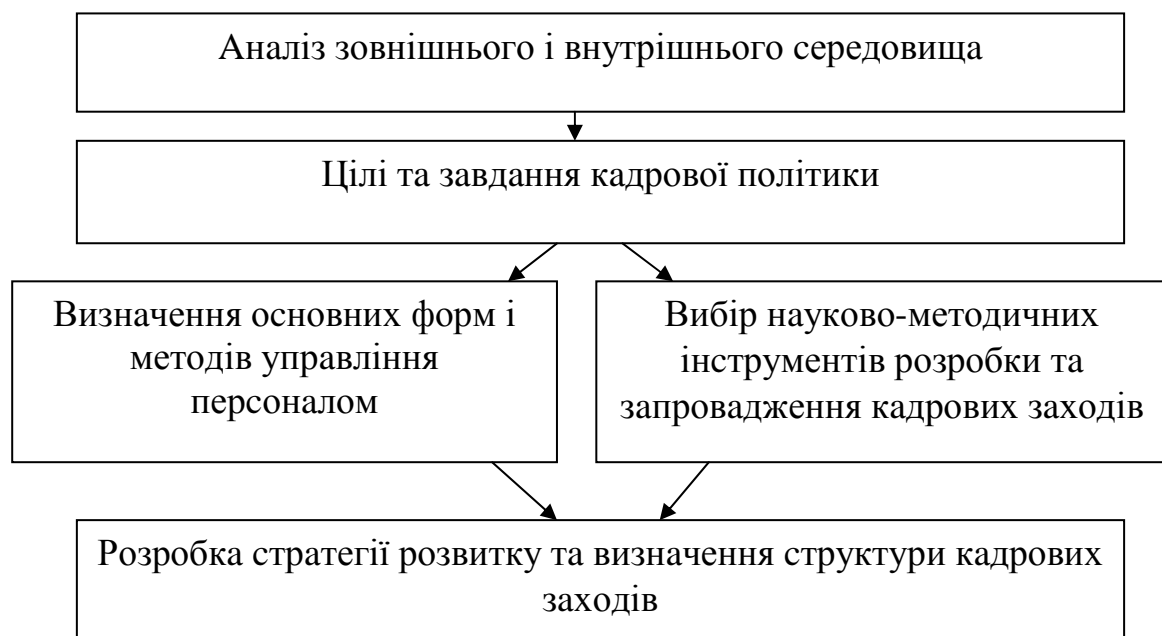 Аналіз зовнішнього і внутрішнього середовища
Цілі та завдання кадрової політики
Визначення основних форм і
методів управління
персоналом
Вибір науково-методичних
інструментів розробки та
запровадження кадрових заходів
Розробка стратегії розвитку та визначення структури кадрових
заходів